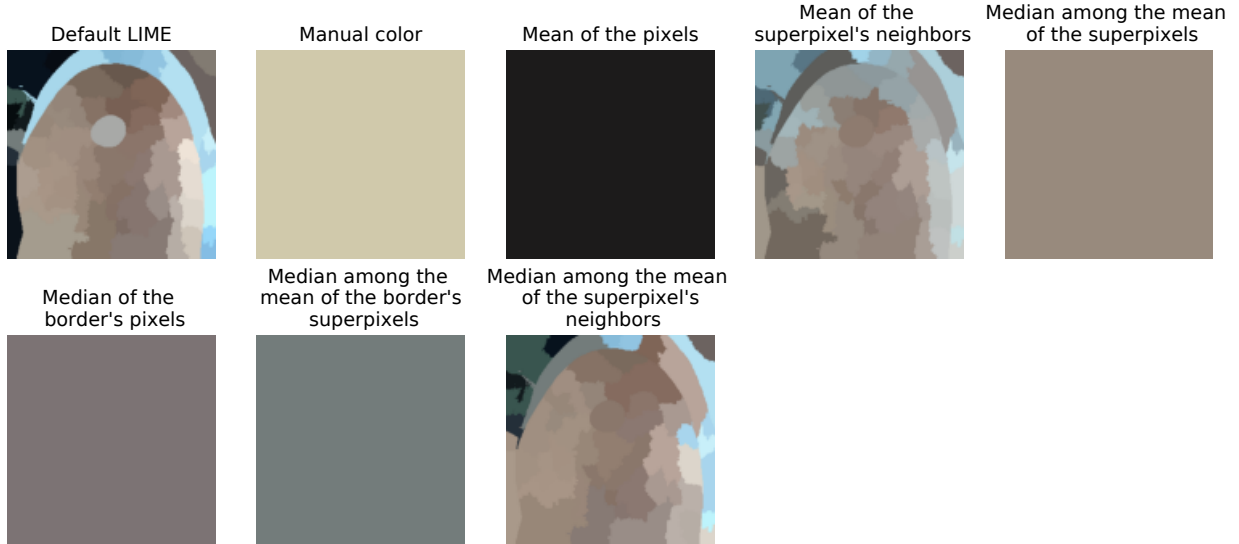 Default LIME
Manual color
Mean of the pixels
Mean of the
superpixel's neighbors
Median among the mean
of the superpixels
Median of the
border's pixels
Median among the
mean of the border's
superpixels
Median among the mean
of the superpixel's
neighbors